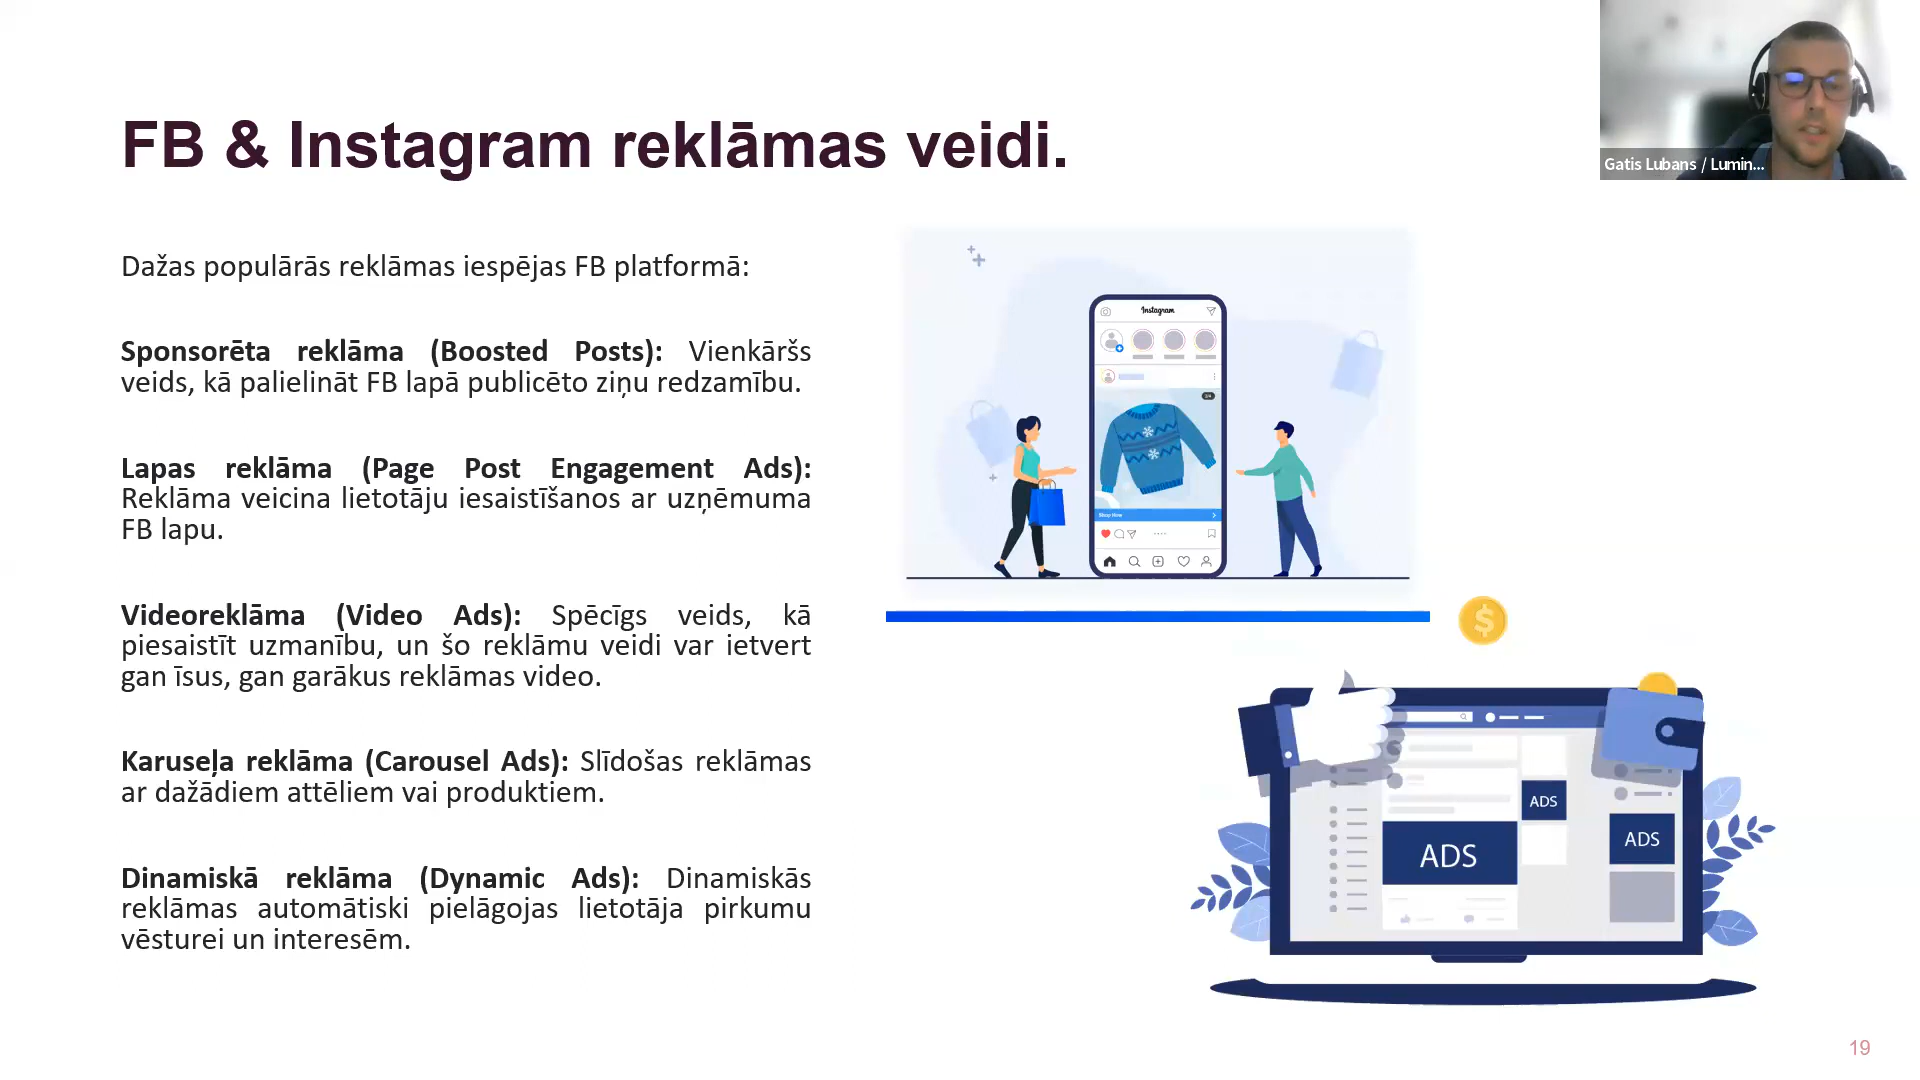 FB & Instagram reklāmas veidi.
Gatis Lubans / Lumin...
Dažas populārās reklāmas iespējas FB platformā:
Sponsorēta reklāma (Boosted Posts): Vienkāršs
veids, kā palielināt FB lapā publicēto ziņu redzamību.
Lapas reklāma (Page Post Engagement Ads):
Reklāma veicina lietotāju iesaistīšanos ar uzņēmuma
FB lapu.
Videoreklāma (Video Ads): Spēcīgs veids, kā
piesaistīt uzmanību, un šo reklāmu veidi var ietvert
gan īsus, gan garākus reklāmas video.
Karuseļa reklāma (Carousel Ads): Slīdošas reklāmas
ar dažādiem attēliem vai produktiem.
Dinamiskā reklāma (Dynamic Ads): Dinamiskās
reklāmas automātiski pielāgojas lietotāja pirkumu
vēsturei un interesēm.
Instagram
Shop Now
$
ADS
ADS
ADS
19